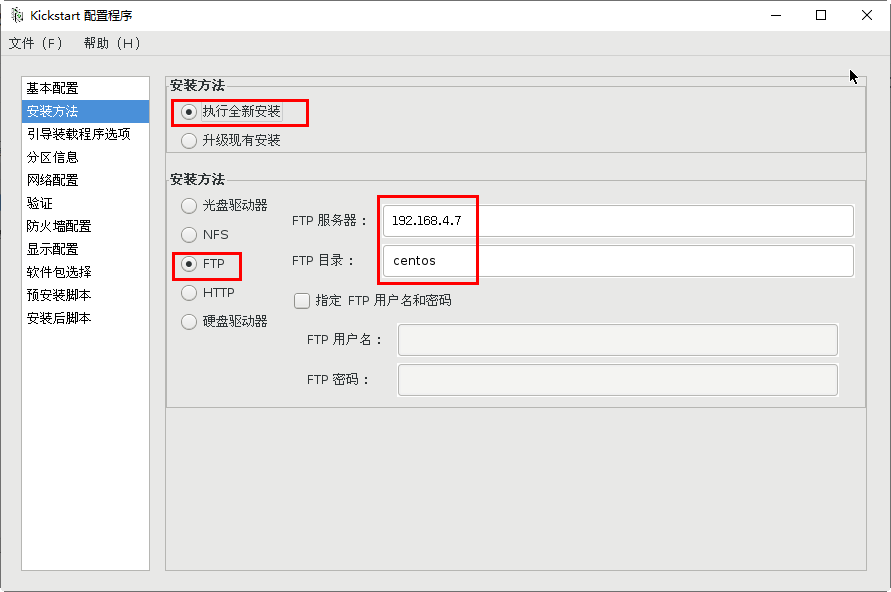 Kickstart 配置程序
文件（F） 帮助（H）
基本配置
安装方法
引导装载程序选项
分区信息
网络配置
验证
防火墙配置
显示配置
软件包选择
预安装脚本
安装后脚本
安装方法
执行全新安装
升级现有安装
安装方法
光盘驱动器
NFS
FTP
HTTP
硬盘驱动器
FTP 服务器： 192.168.4.7
FTP 目录： centos
指定 FTP 用户名和密码
FTP 用户名：
FTP 密码：